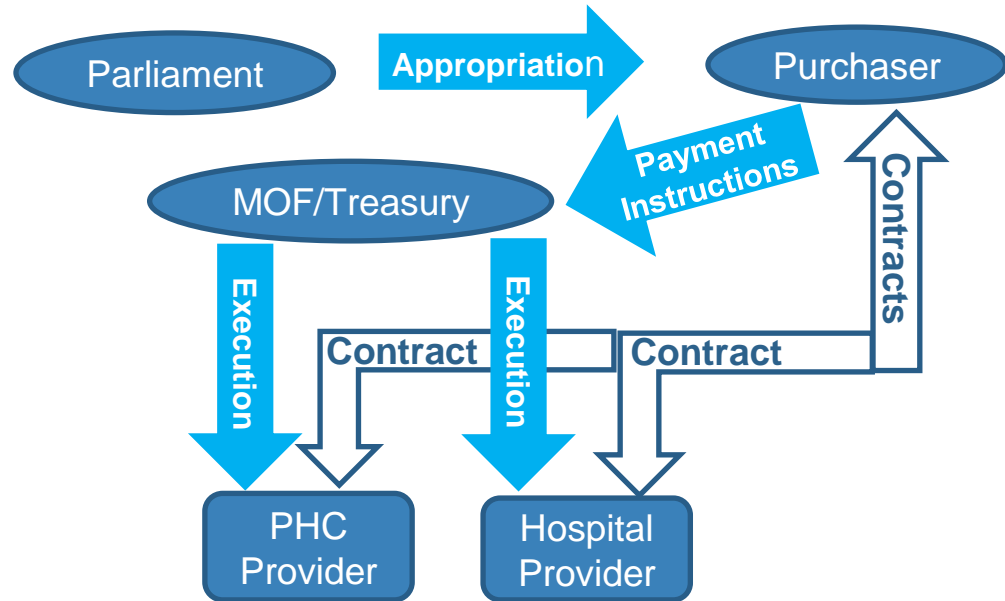 Parliament
Appropriation
Purchaser
Payment
Instructions
MOF/Treasury
Contracts
Execution
Execution
Contract
Contract
PHC
Provider
Hospital
Provider